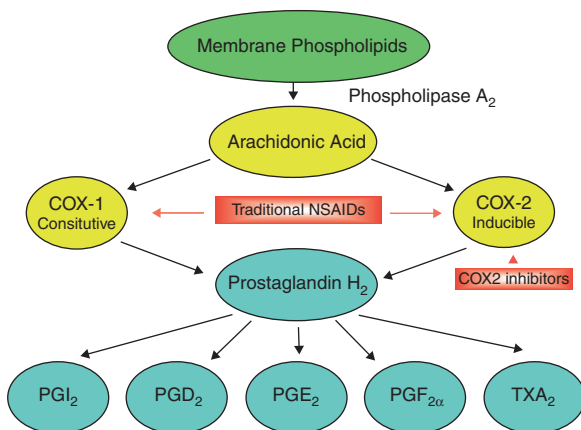 Membrane Phospholipids
Phospholipase A₂
Arachidonic Acid
COX-1
Consitutive
Traditional NSAIDs
COX-2
Inducible
COX2 inhibitors
Prostaglandin H₂
PGI₂
PGD₂
PGE₂
PGF₂α
TXA₂